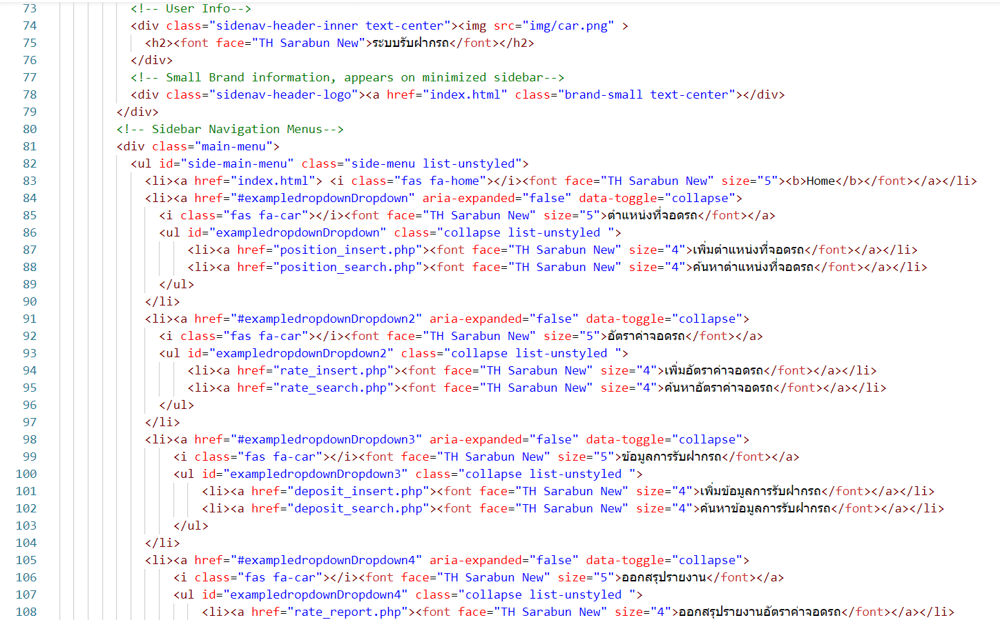 73 <!-- User Info-->
74 <div class="sidenav-header-inner text-center"><img src="img/car.png" >
75 <h2><font face="TH Sarabun New">ระบบรับฝากรถ</font></h2>
76 </div>
77 <!-- Small Brand information, appears on minimized sidebar-->
78 <div class="sidenav-header-logo"><a href="index.html" class="brand-small text-center"></div>
79 </div>
80 <!-- Sidebar Navigation Menus-->
81 <div class="main-menu">
82 <ul id="side-main-menu" class="side-menu list-unstyled">
83 <li><a href="index.html"> <i class="fas fa-home"></i><font face="TH Sarabun New" size="5"><b>Home</b></font></a></li>
84 <li><a href="#exampledropdownDropdown" aria-expanded="false" data-toggle="collapse">
85 <i class="fas fa-car"></i><font face="TH Sarabun New" size="5">ตำแหน่งที่จอดรถ</font></a>
86 <ul id="exampledropdownDropdown" class="collapse list-unstyled ">
87 <li><a href="position_insert.php"><font face="TH Sarabun New" size="4">เพิ่มตำแหน่งที่จอดรถ</font></a></li>
88 <li><a href="position_search.php"><font face="TH Sarabun New" size="4">ค้นหาตำแหน่งที่จอดรถ</font></a></li>
89 </ul>
90 </li>
91 <li><a href="#exampledropdownDropdown2" aria-expanded="false" data-toggle="collapse">
92 <i class="fas fa-car"></i><font face="TH Sarabun New" size="5">อัตราค่าจอดรถ</font></a>
93 <ul id="exampledropdownDropdown2" class="collapse list-unstyled ">
94 <li><a href="rate_insert.php"><font face="TH Sarabun New" size="4">เพิ่มอัตราค่าจอดรถ</font></a></li>
95 <li><a href="rate_search.php"><font face="TH Sarabun New" size="4">ค้นหาอัตราค่าจอดรถ</font></a></li>
96 </ul>
97 </li>
98 <li><a href="#exampledropdownDropdown3" aria-expanded="false" data-toggle="collapse">
99 <i class="fas fa-car"></i><font face="TH Sarabun New" size="5">ข้อมูลการรับฝากรถ</font></a>
100 <ul id="exampledropdownDropdown3" class="collapse list-unstyled ">
101 <li><a href="deposit_insert.php"><font face="TH Sarabun New" size="4">เพิ่มข้อมูลการรับฝากรถ</font></a></li>
102 <li><a href="deposit_search.php"><font face="TH Sarabun New" size="4">ค้นหาข้อมูลการรับฝากรถ</font></a></li>
103 </ul>
104 </li>
105 <li><a href="#exampledropdownDropdown4" aria-expanded="false" data-toggle="collapse">
106 <i class="fas fa-car"></i><font face="TH Sarabun New" size="5">ออกสรุปรายงาน</font></a>
107 <ul id="exampledropdownDropdown4" class="collapse list-unstyled ">
108 <li><a href="rate_report.php"><font face="TH Sarabun New" size="4">ออกสรุปรายงานอัตราค่าจอดรถ</font></a></li>